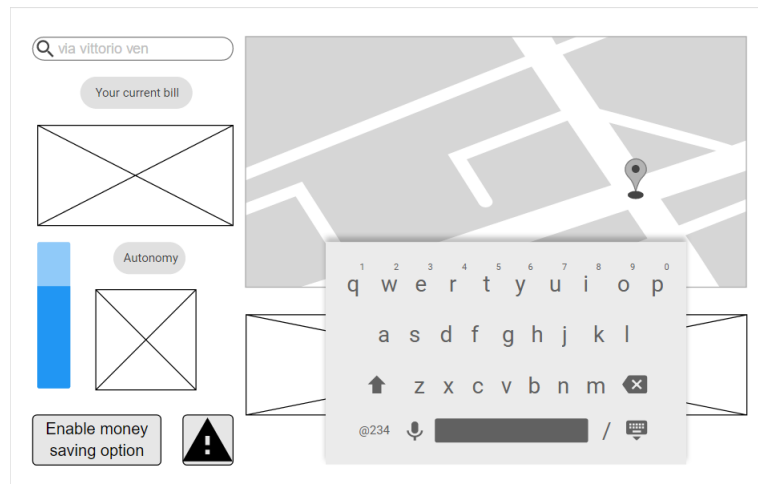 via vittorio ven
Your current bill
Autonomy
1 2 3 4 5 6 7 8 9 0
q w e r t y u i o p
a s d f g h j k l
z x c v b n m
@234 /
Enable money
saving option